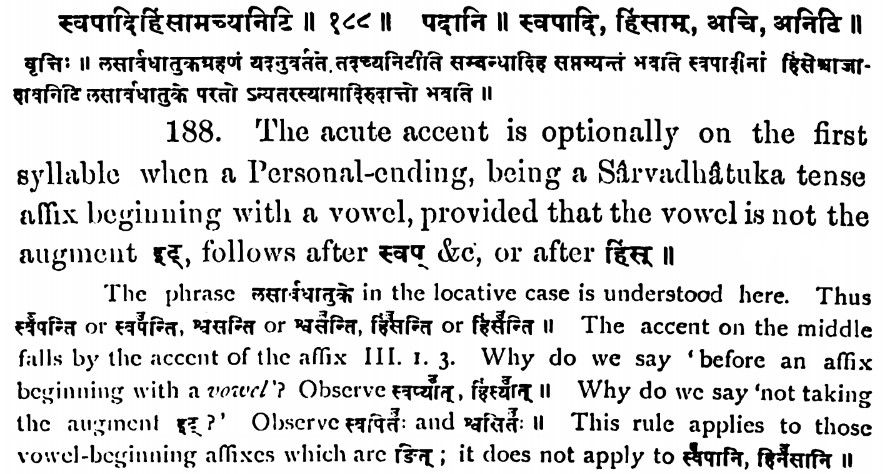 स्वपादिहिंसामच्यनिटि ॥ १८८ ॥ पदानि ॥ स्वपादि, हिंसाम्, अचि, अनिटि ॥
वृत्तिः ॥ लसार्वधातुकग्रहणं यदनुवर्तते तदच्यनिटीति सम्बन्धादिह सप्तम्यन्तं भवति स्वपादीनां हिंसेश्चाजा-
दावनिटि लसार्वधातुके परतो ऽन्यतरस्यामादिरुदात्तो भवति ॥
188. The acute accent is optionally on the first
syllable when a Personal-ending, being a Sârvadhâtuka tense
affix beginning with a vowel, provided that the vowel is not the
augment इट्, follows after स्वप् &c, or after हिंस् ॥
The phrase लसार्वधातुके in the locative case is understood here. Thus
स्व꣡पन्ति or स्वप꣡न्ति, श्वसन्ति or श्वस꣡न्ति, हिं꣡सन्ति or हिंस꣡न्ति ॥ The accent on the middle
falls by the accent of the affix III. 1. 3. Why do we say 'before an affix
beginning with a vowel'? Observe स्वप्या꣡त्, हिंस्या꣡त् ॥ Why do we say 'not taking
the augment इट् ?' Observe स्वपितः꣡ and श्वसितः꣡ ॥ This rule applies to those
vowel-beginning affixes which are ङित् ; it does not apply to स्व꣡पानि, हिन꣡सानि ॥